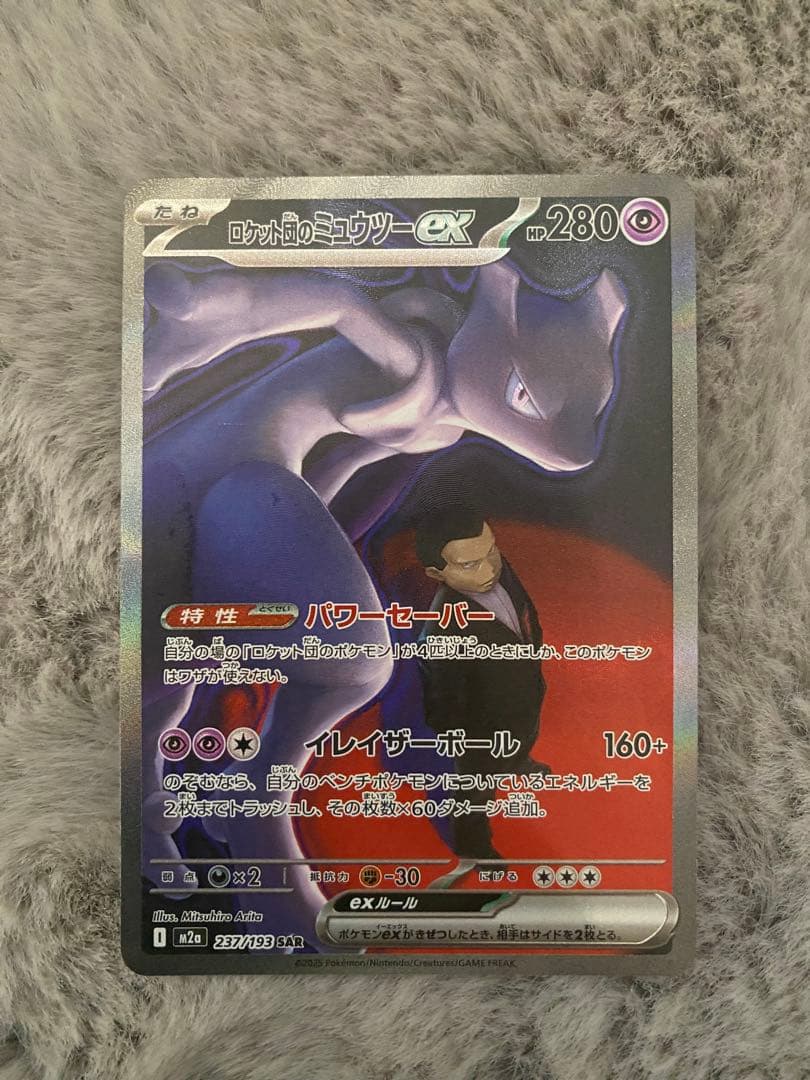 たね
ロケット団のミュウツーex HP280
特性 とくせい パワーセーバー
自分の場の「ロケット団のポケモン」が4匹以上のときにしか、このポケモン
はワザが使えない。
イレイザーボール 160+
のぞむなら、自分のベンチポケモンについているエネルギーを
2枚までトラッシュし、その枚数×60ダメージ追加。
弱点 ×2 抵抗力 -30 にげる
Illus. Mitsuhiro Arita
exルール
ポケモンexがきぜつしたとき、相手はサイドを2枚とる。
I m2a 237/193 SAR
©2025 Pokémon/Nintendo/Creatures/GAME FREAK